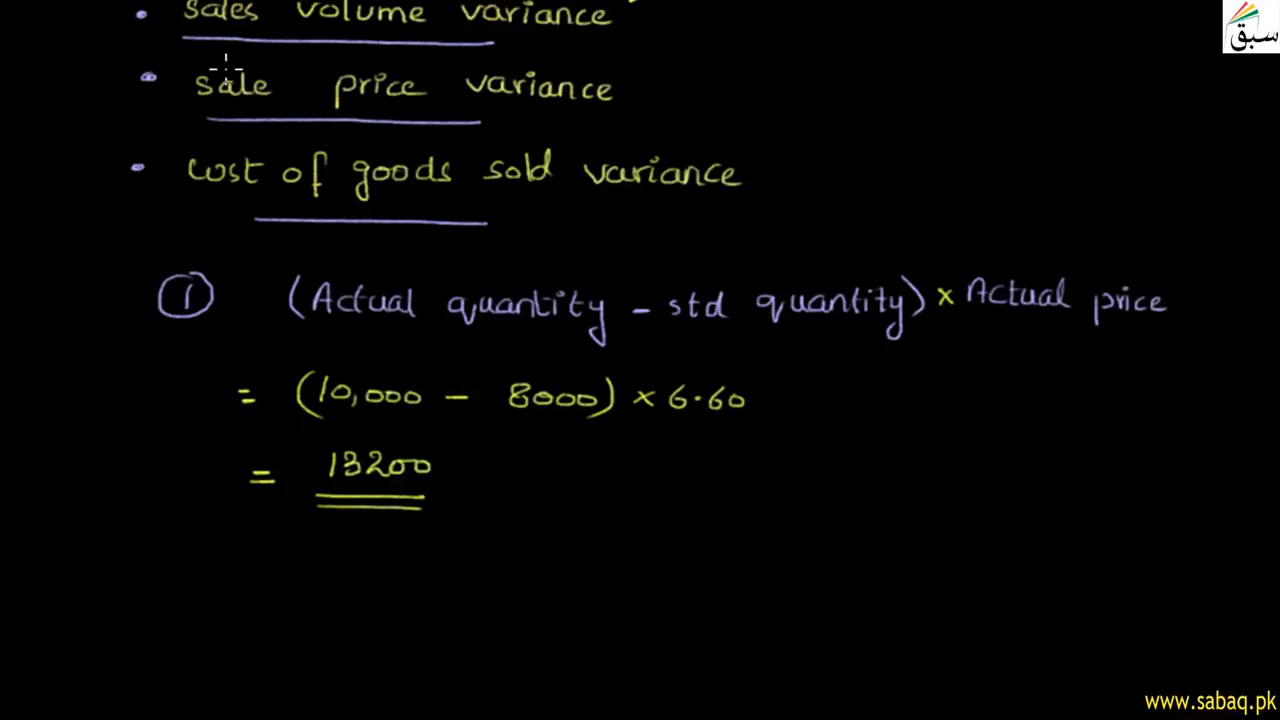 سبق
• sales volume variance
• sale price variance
• cost of goods sold variance
① (Actual quantity - std quantity) × Actual price
= (10,000 - 8000) × 6.60
= 13200
www.sabaq.pk